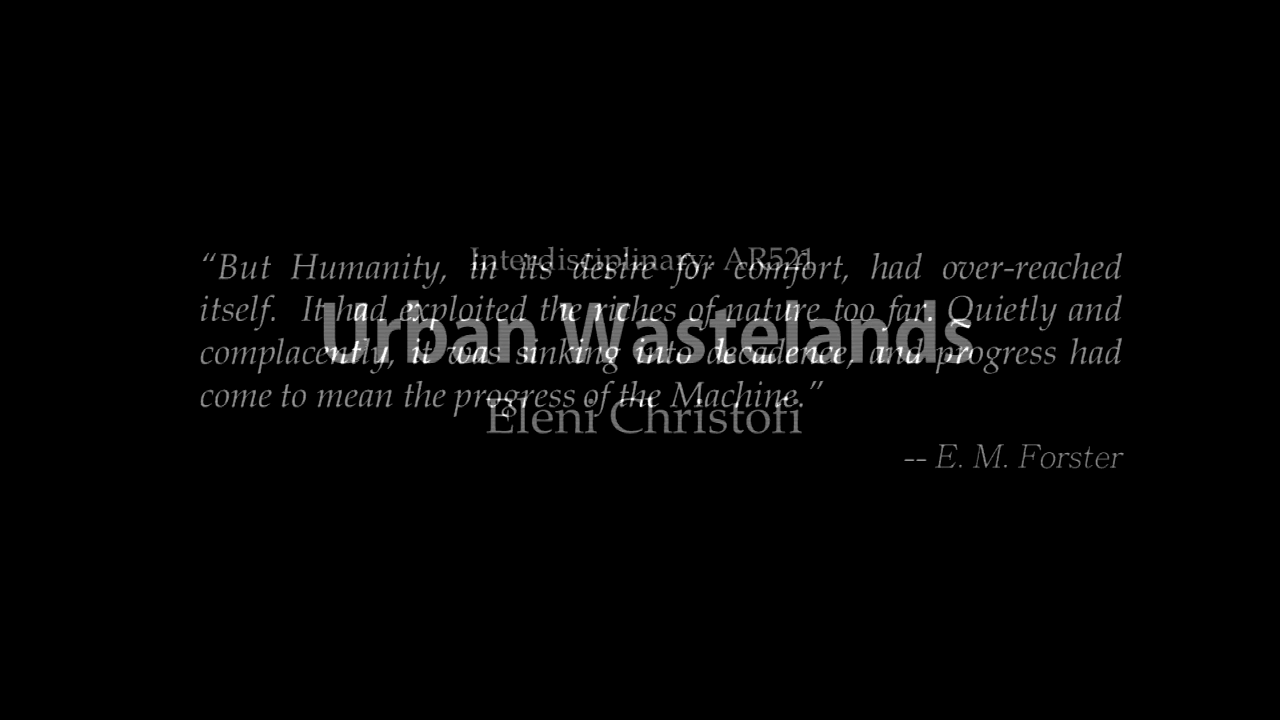 Interdisciplinary: AR521
Urban Wastelands
Eleni Christofi
“But Humanity, in its desire for comfort, had over-reached
itself. It had exploited the riches of nature too far. Quietly and
complacently, it was sinking into decadence, and progress had
come to mean the progress of the Machine.”
-- E. M. Forster